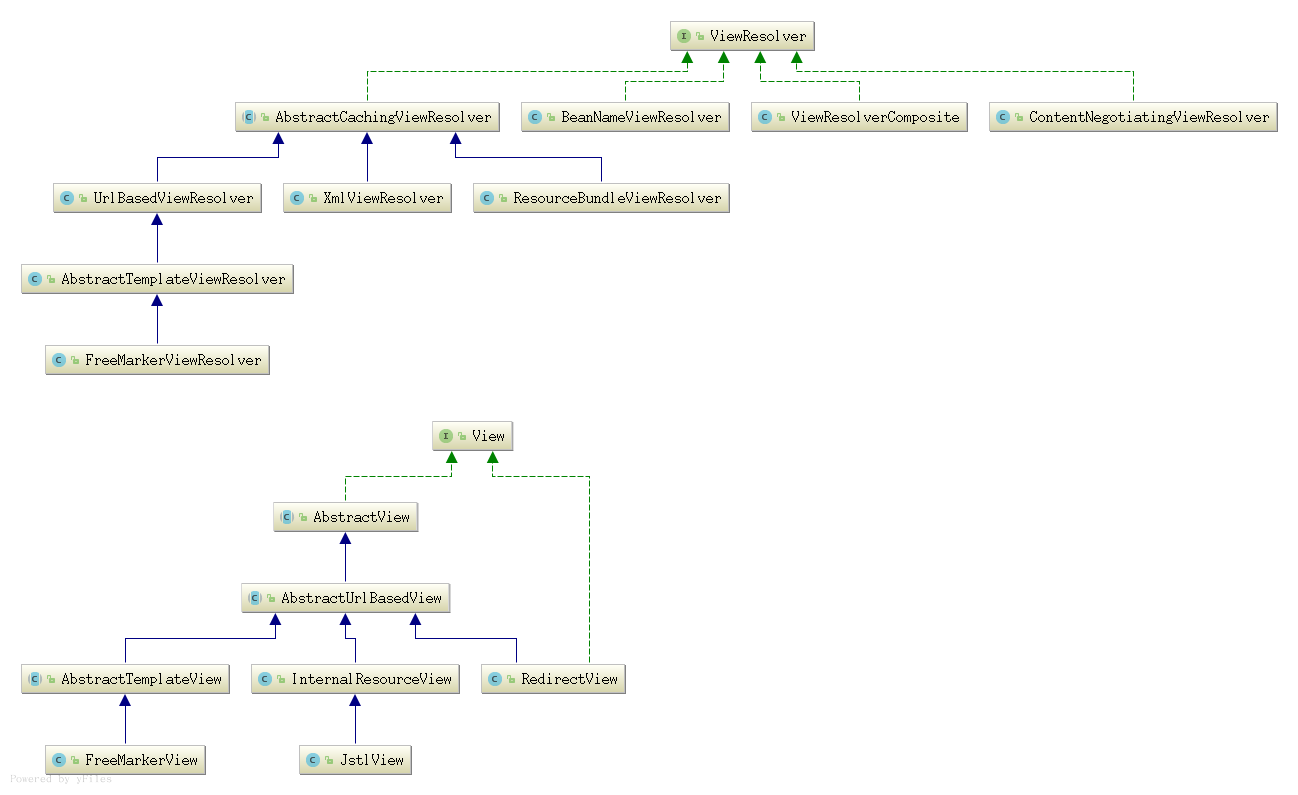 ViewResolver
AbstractCachingViewResolver
BeanNameViewResolver
ViewResolverComposite
ContentNegotiatingViewResolver
UrlBasedViewResolver
XmlViewResolver
ResourceBundleViewResolver
AbstractTemplateViewResolver
FreeMarkerViewResolver
View
AbstractView
AbstractUrlBasedView
AbstractTemplateView
InternalResourceView
RedirectView
FreeMarkerView
JstlView
Powered by yFiles